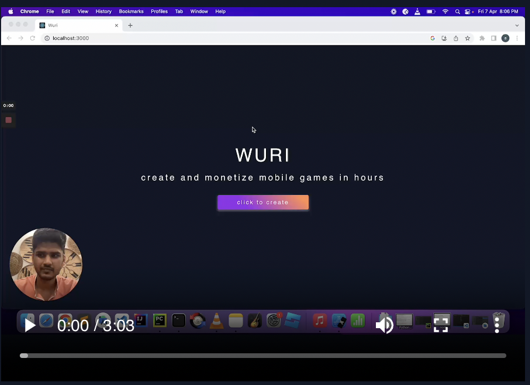 Chrome File Edit View History Bookmarks Profiles Tab Window Help Fri 7 Apr 8:06 PM
Wuri
localhost:3000
0:00
WURI
create and monetize mobile games in hours
click to create
0:00 / 3:03